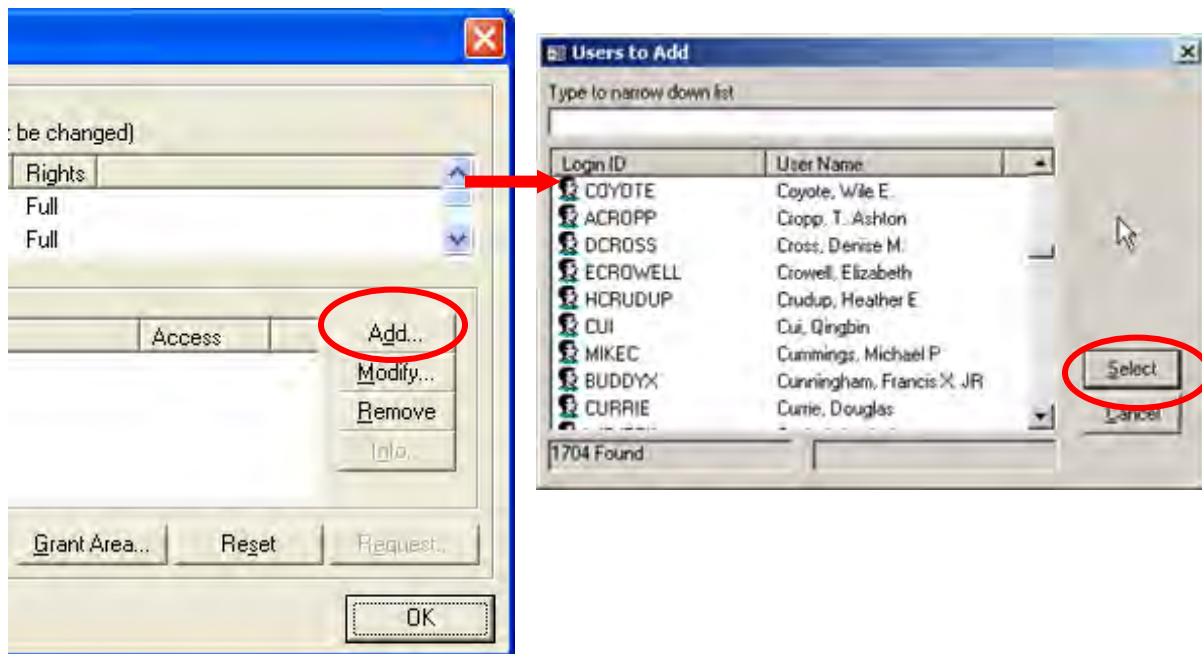 : be changed)
Rights
Full
Full
Access
Add...
Modify...
Remove
Info...
Grant Area... Reset Request...
OK
Users to Add
Type to narrow down list
Login ID User Name
COYOTE Coyote, Wile E.
ACROPP Cropp, T. Ashton
DCROSS Cross, Denise M.
ECROWELL Crowell, Elizabeth
HCRUDUP Crudup, Heather E
CUI Cui, Qingbin
MIKEC Cummings, Michael P
BUDDYX Cunningham, Francis X. JR
CURRIE Currie, Douglas
Select
Cancel
1704 Found